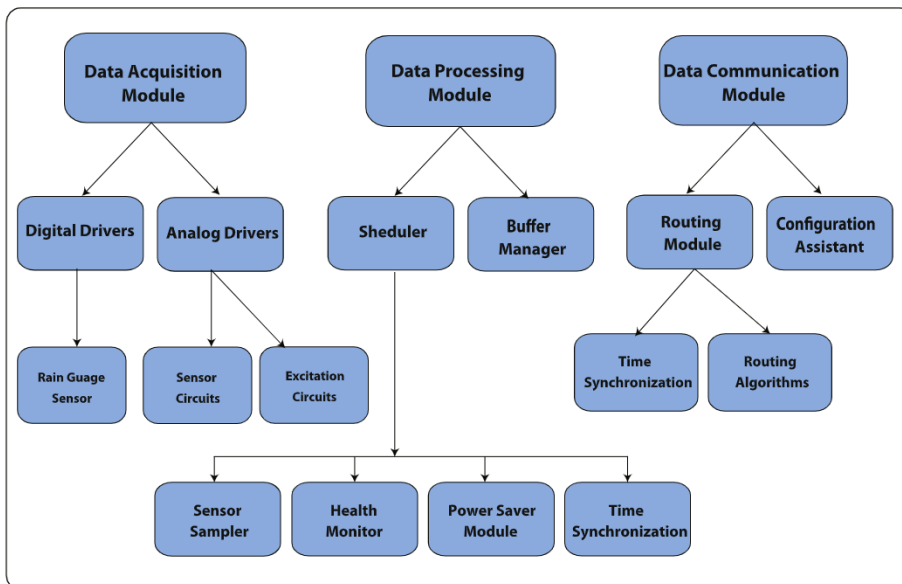 Data Acquisition
Module
Data Processing
Module
Data Communication
Module
Digital Drivers
Analog Drivers
Sheduler
Buffer
Manager
Routing
Module
Configuration
Assistant
Rain Guage
Sensor
Sensor
Circuits
Excitation
Circuits
Time
Synchronization
Routing
Algorithms
Sensor
Sampler
Health
Monitor
Power Saver
Module
Time
Synchronization